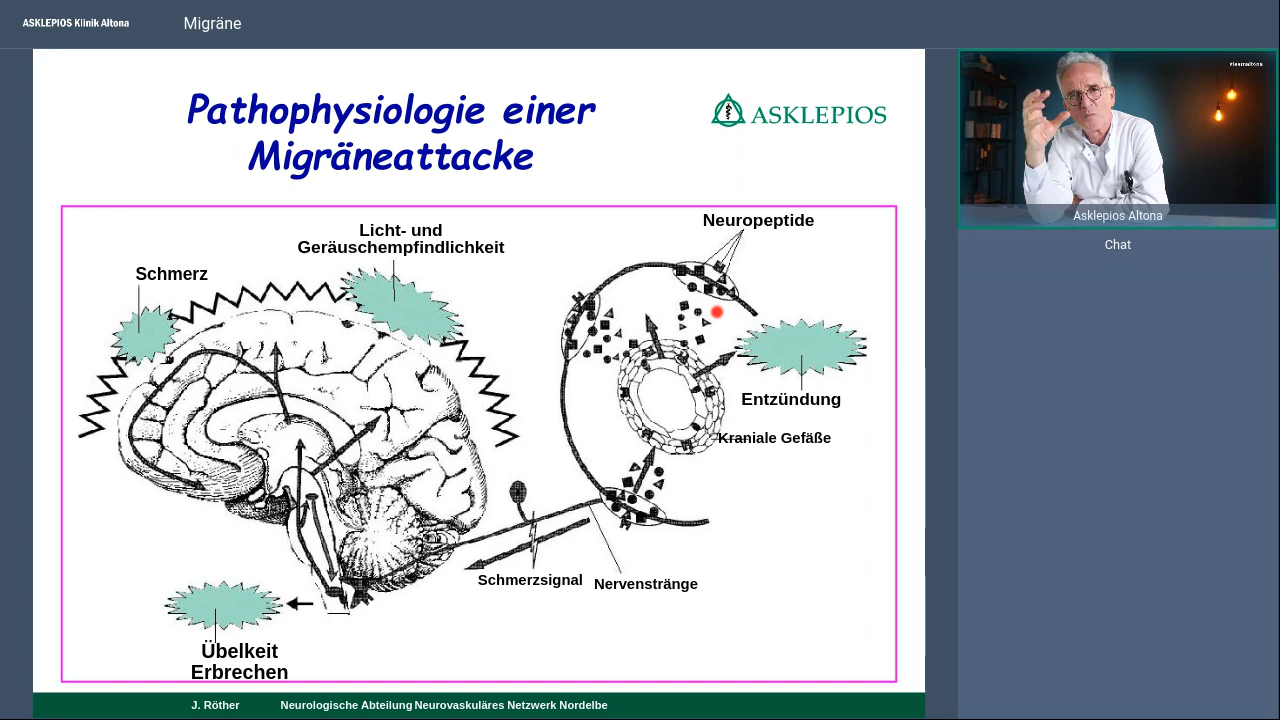 ASKLEPIOS Klinik Altona
Migräne
Pathophysiologie einer
Migräneattacke
ASKLEPIOS
#teamaltona
Asklepios Altona
Chat
Neuropeptide
Licht- und
Geräuschempfindlichkeit
Schmerz
Entzündung
Kraniale Gefäße
Schmerzsignal
Nervenstränge
Übelkeit
Erbrechen
J. Röther
Neurologische Abteilung Neurovaskuläres Netzwerk Nordelbe